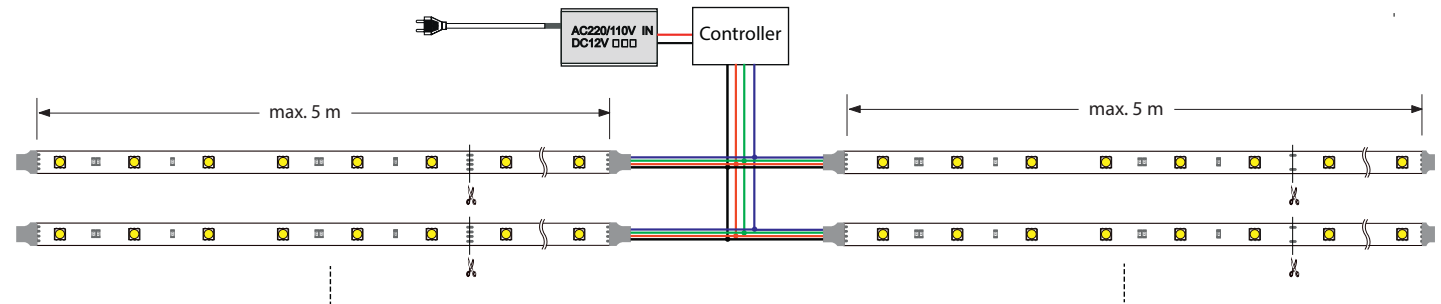 AC220/110V IN
DC12V □□□
Controller
max. 5 m
max. 5 m